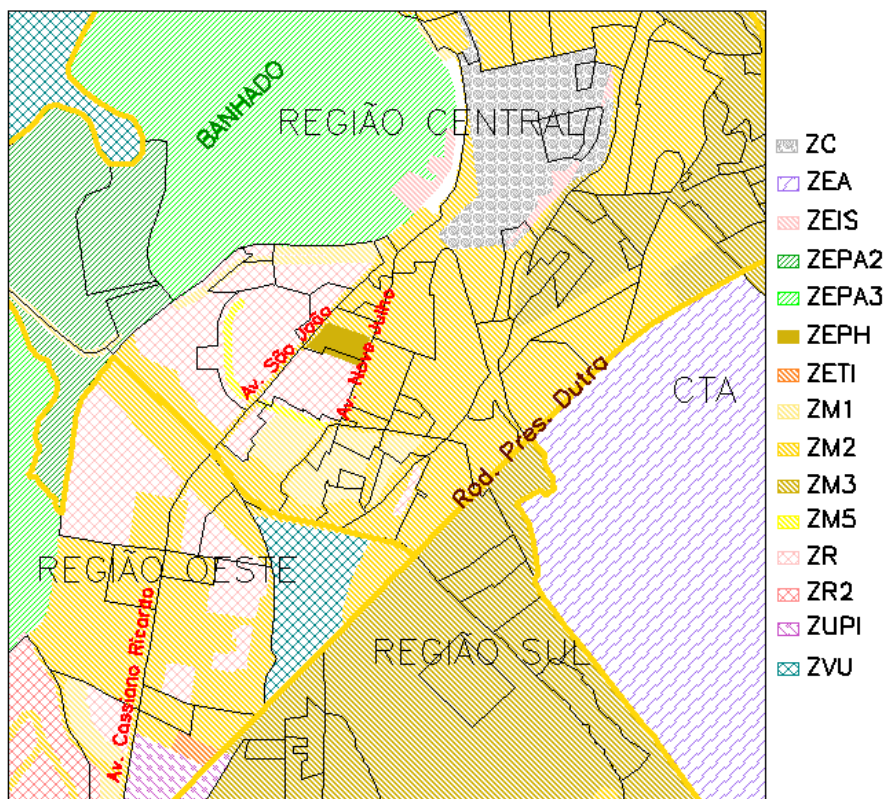 BANHADO
REGIÃO CENTRAL
Av. São João
Av. Nove Julho
CTA
Rod. Pres. Dutra
REGIÃO OESTE
REGIÃO SUL
Av. Cassiano Ricardo
ZC
ZEA
ZEIS
ZEPA2
ZEPA3
ZEPH
ZETI
ZM1
ZM2
ZM3
ZM5
ZR
ZR2
ZUPI
ZVU